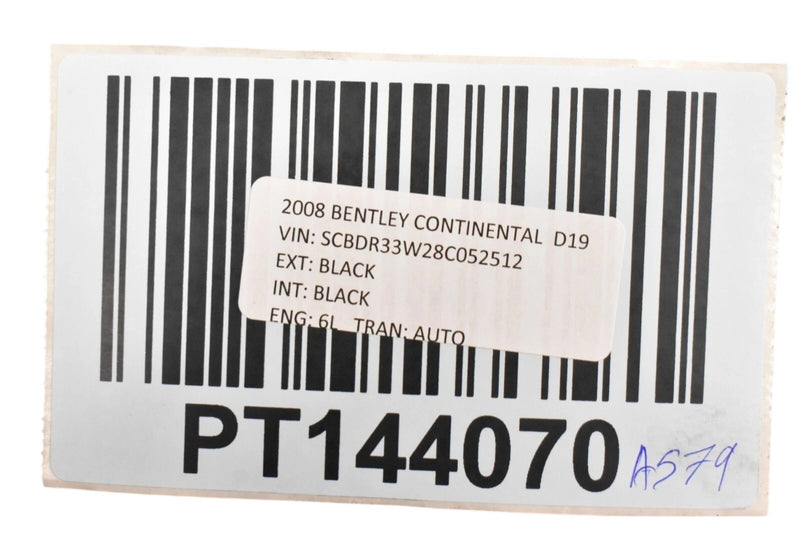 2008 BENTLEY CONTINENTAL D19
VIN: SCBDR33W28C052512
EXT: BLACK
INT: BLACK
ENG: 6L TRAN: AUTO
PT144070
A579